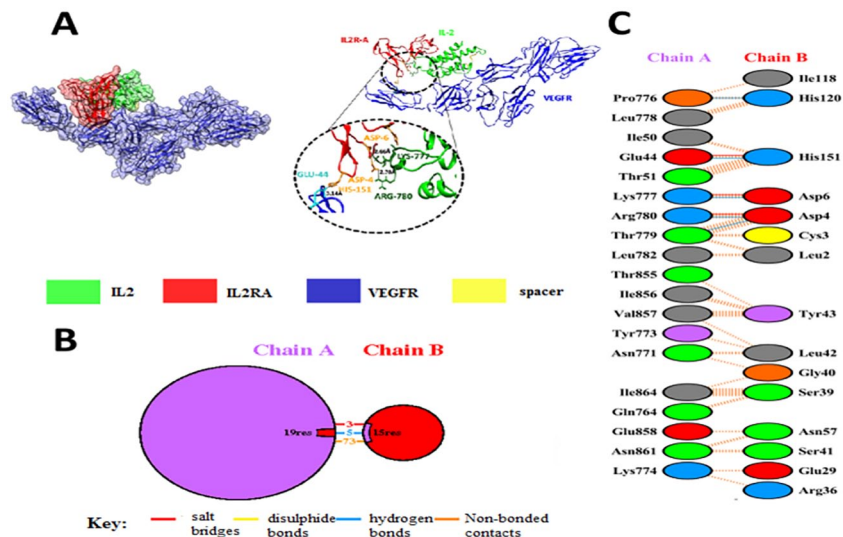 A
IL2R-A
IL-2
VEGFR
ASP-6
LYS-777
GLU-44
ASP-4
HIS-151
ARG-780
3.14Å
IL2
IL2RA
VEGFR
spacer
B
Chain A
Chain B
19res
3
5
73
15res
Key:
salt bridges
disulphide bonds
hydrogen bonds
Non-bonded contacts
C
Chain A
Chain B
Ile118
Pro776
His120
Leu778
Ile50
Glu44
His151
Thr51
Lys777
Asp6
Arg780
Asp4
Thr779
Cys3
Leu782
Leu2
Thr855
Ile856
Val857
Tyr43
Tyr773
Asn771
Leu42
Gly40
Ile864
Ser39
Gln764
Glu858
Asn57
Asn861
Ser41
Lys774
Glu29
Arg36